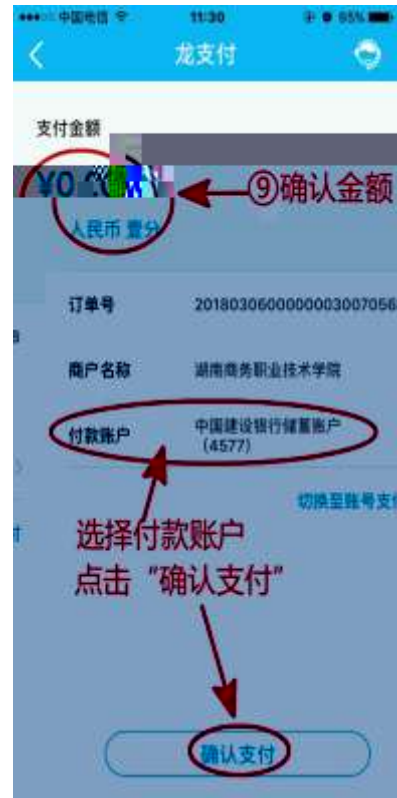 中国电信 11:30 65%
龙支付
支付金额
¥0
⑨确认金额
人民币 壹分
订单号 20180306000000003007056
商户名称 湖南商务职业技术学院
付款账户 中国建设银行储蓄账户
(4577)
切换至账号支付
选择付款账户
点击“确认支付”
确认支付